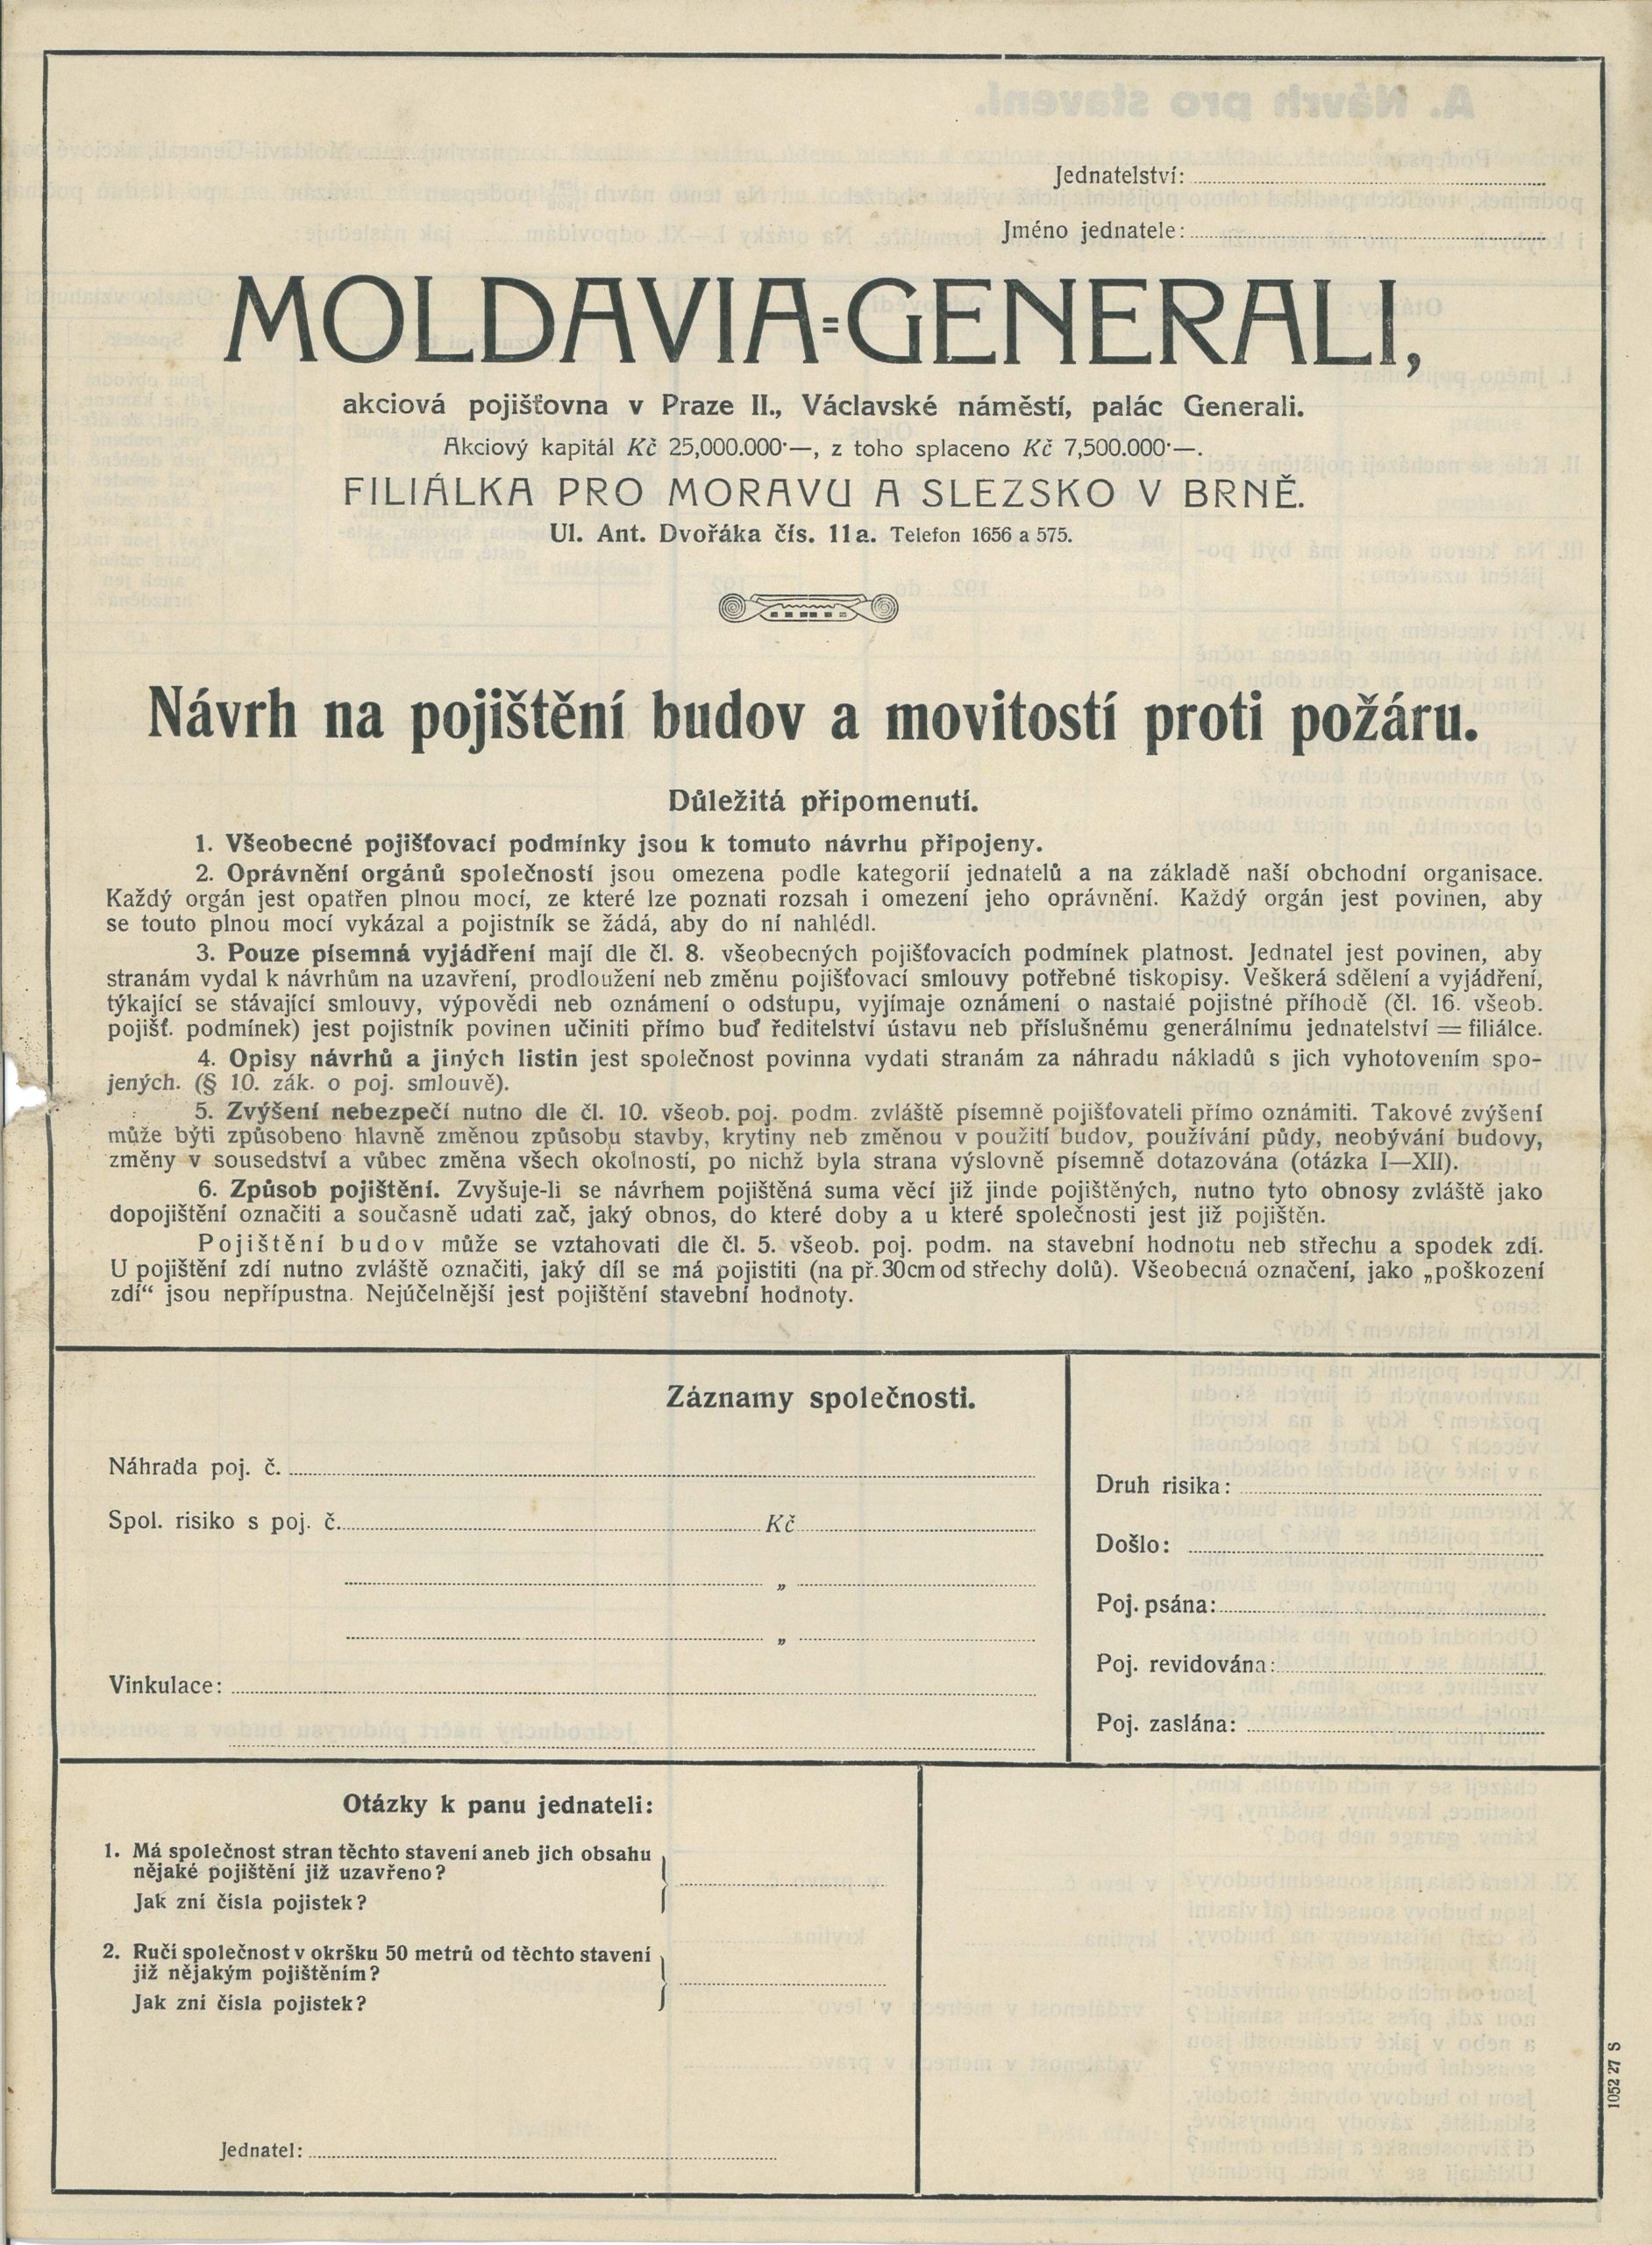 Jednatelství:
Jméno jednatele:
MOLDAVIA=GENERALI,
akciová pojišťovna v Praze II., Václavské náměstí, palác Generali.
Akciový kapitál Kč 25,000.000·—, z toho splaceno Kč 7,500.000·—.
FILIÁLKA PRO MORAVU A SLEZSKO V BRNĚ.
Ul. Ant. Dvořáka čís. 11a. Telefon 1656 a 575.
Návrh na pojištění budov a movitostí proti požáru.
Důležitá připomenutí.
1. Všeobecné pojišťovací podmínky jsou k tomuto návrhu připojeny.
2. Oprávnění orgánů společností jsou omezena podle kategorií jednatelů a na základě naší obchodní organisace.
Každý orgán jest opatřen plnou mocí, ze které lze poznati rozsah i omezení jeho oprávnění. Každý orgán jest povinen, aby
se touto plnou mocí vykázal a pojistník se žádá, aby do ní nahlédl.
3. Pouze písemná vyjádření mají dle čl. 8. všeobecných pojišťovacích podmínek platnost. Jednatel jest povinen, aby
stranám vydal k návrhům na uzavření, prodloužení neb změnu pojišťovací smlouvy potřebné tiskopisy. Veškerá sdělení a vyjádření,
týkající se stávající smlouvy, výpovědi neb oznámení o odstupu, vyjímaje oznámení o nastalé pojistné příhodě (čl. 16. všeob.
pojišť. podmínek) jest pojistník povinen učiniti přímo buď ředitelství ústavu neb příslušnému generálnímu jednatelství = filiálce.
4. Opisy návrhů a jiných listin jest společnost povinna vydati stranám za náhradu nákladů s jich vyhotovením spo-
jených. (§ 10. zák. o poj. smlouvě).
5. Zvýšení nebezpečí nutno dle čl. 10. všeob. poj. podm. zvláště písemně pojišťovateli přímo oznámiti. Takové zvýšení
může býti způsobeno hlavně změnou způsobu stavby, krytiny neb změnou v použití budov, používání půdy, neobývání budovy,
změny v sousedství a vůbec změna všech okolností, po nichž byla strana výslovně písemně dotazována (otázka I—XII).
6. Způsob pojištění. Zvyšuje-li se návrhem pojištěná suma věcí již jinde pojištěných, nutno tyto obnosy zvláště jako
dopojištění označiti a současně udati zač, jaký obnos, do které doby a u které společnosti jest již pojištěn.
Pojištění budov může se vztahovati dle čl. 5. všeob. poj. podm. na stavební hodnotu neb střechu a spodek zdí.
U pojištění zdí nutno zvláště označiti, jaký díl se má pojistiti (na př. 30 cm od střechy dolů). Všeobecná označení, jako „poškození
zdí“ jsou nepřípustna. Nejúčelnější jest pojištění stavební hodnoty.
Záznamy společnosti.
Náhrada poj. č.
Spol. risiko s poj. č. Kč
„
„
Vinkulace:
Druh risika:
Došlo:
Poj. psána:
Poj. revidována:
Poj. zaslána:
Otázky k panu jednateli:
1. Má společnost stran těchto stavení aneb jich obsahu
nějaké pojištění již uzavřeno?
Jak zní čísla pojistek?
2. Ručí společnost v okršku 50 metrů od těchto stavení
již nějakým pojištěním?
Jak zní čísla pojistek?
Jednatel:
1052 27 S